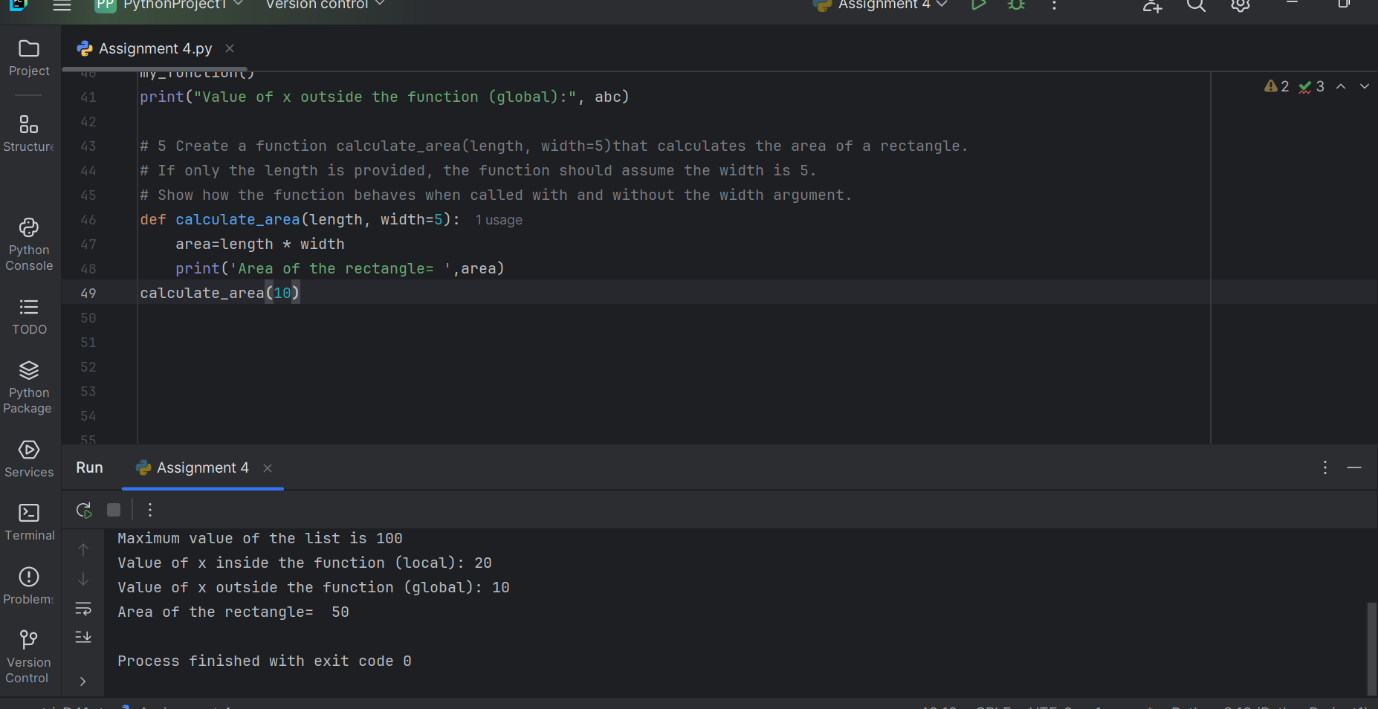 PP PythonProject1 Version control Assignment 4
Assignment 4.py
Project
Structure
Python Console
TODO
Python Package
Services
Terminal
Problem
Version Control
40 my_function()
41 print("Value of x outside the function (global):", abc)
42
43 # 5 Create a function calculate_area(length, width=5)that calculates the area of a rectangle.
44 # If only the length is provided, the function should assume the width is 5.
45 # Show how the function behaves when called with and without the width argument.
46 def calculate_area(length, width=5): 1 usage
47 area=length * width
48 print('Area of the rectangle= ',area)
49 calculate_area(10)
50
51
52
53
54
55
2 3
Run Assignment 4
Maximum value of the list is 100
Value of x inside the function (local): 20
Value of x outside the function (global): 10
Area of the rectangle=  50
Process finished with exit code 0